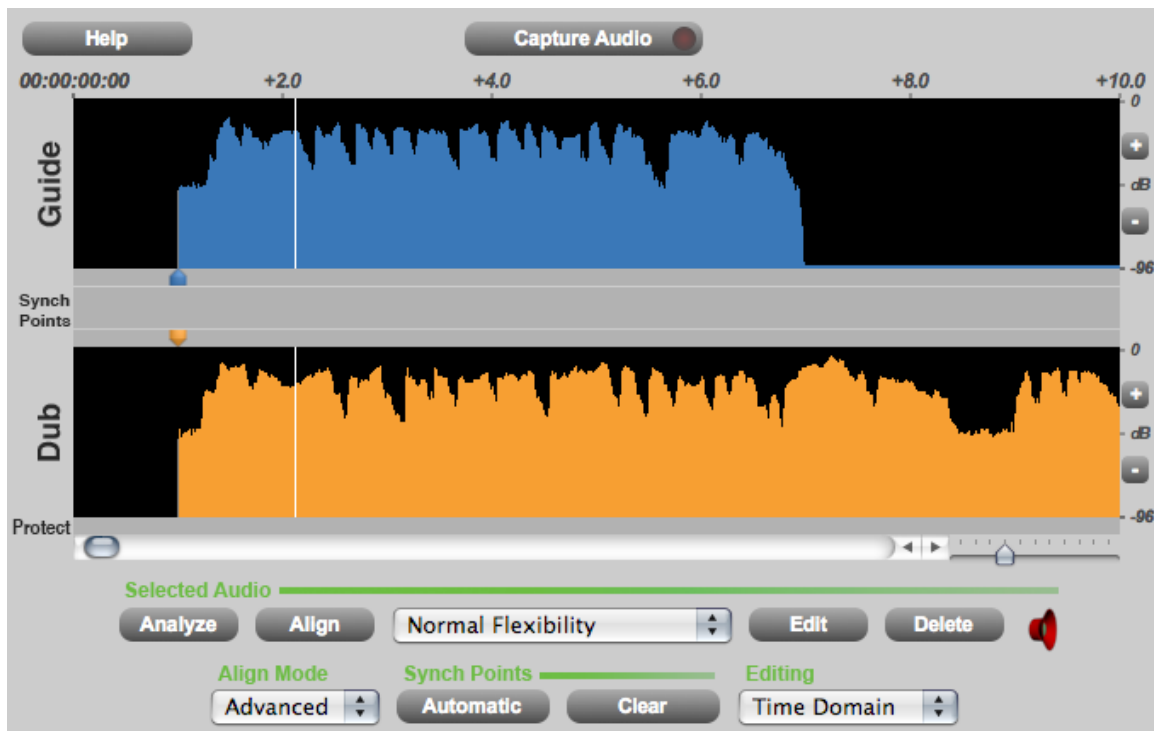 Help Capture Audio
00:00:00:00 +2.0 +4.0 +6.0 +8.0 +10.0
0
Guide
+
dB
-
-96
Synch
Points
0
Dub
+
dB
-
-96
Protect
Selected Audio
Analyze Align Normal Flexibility Edit Delete
Align Mode Synch Points Editing
Advanced Automatic Clear Time Domain